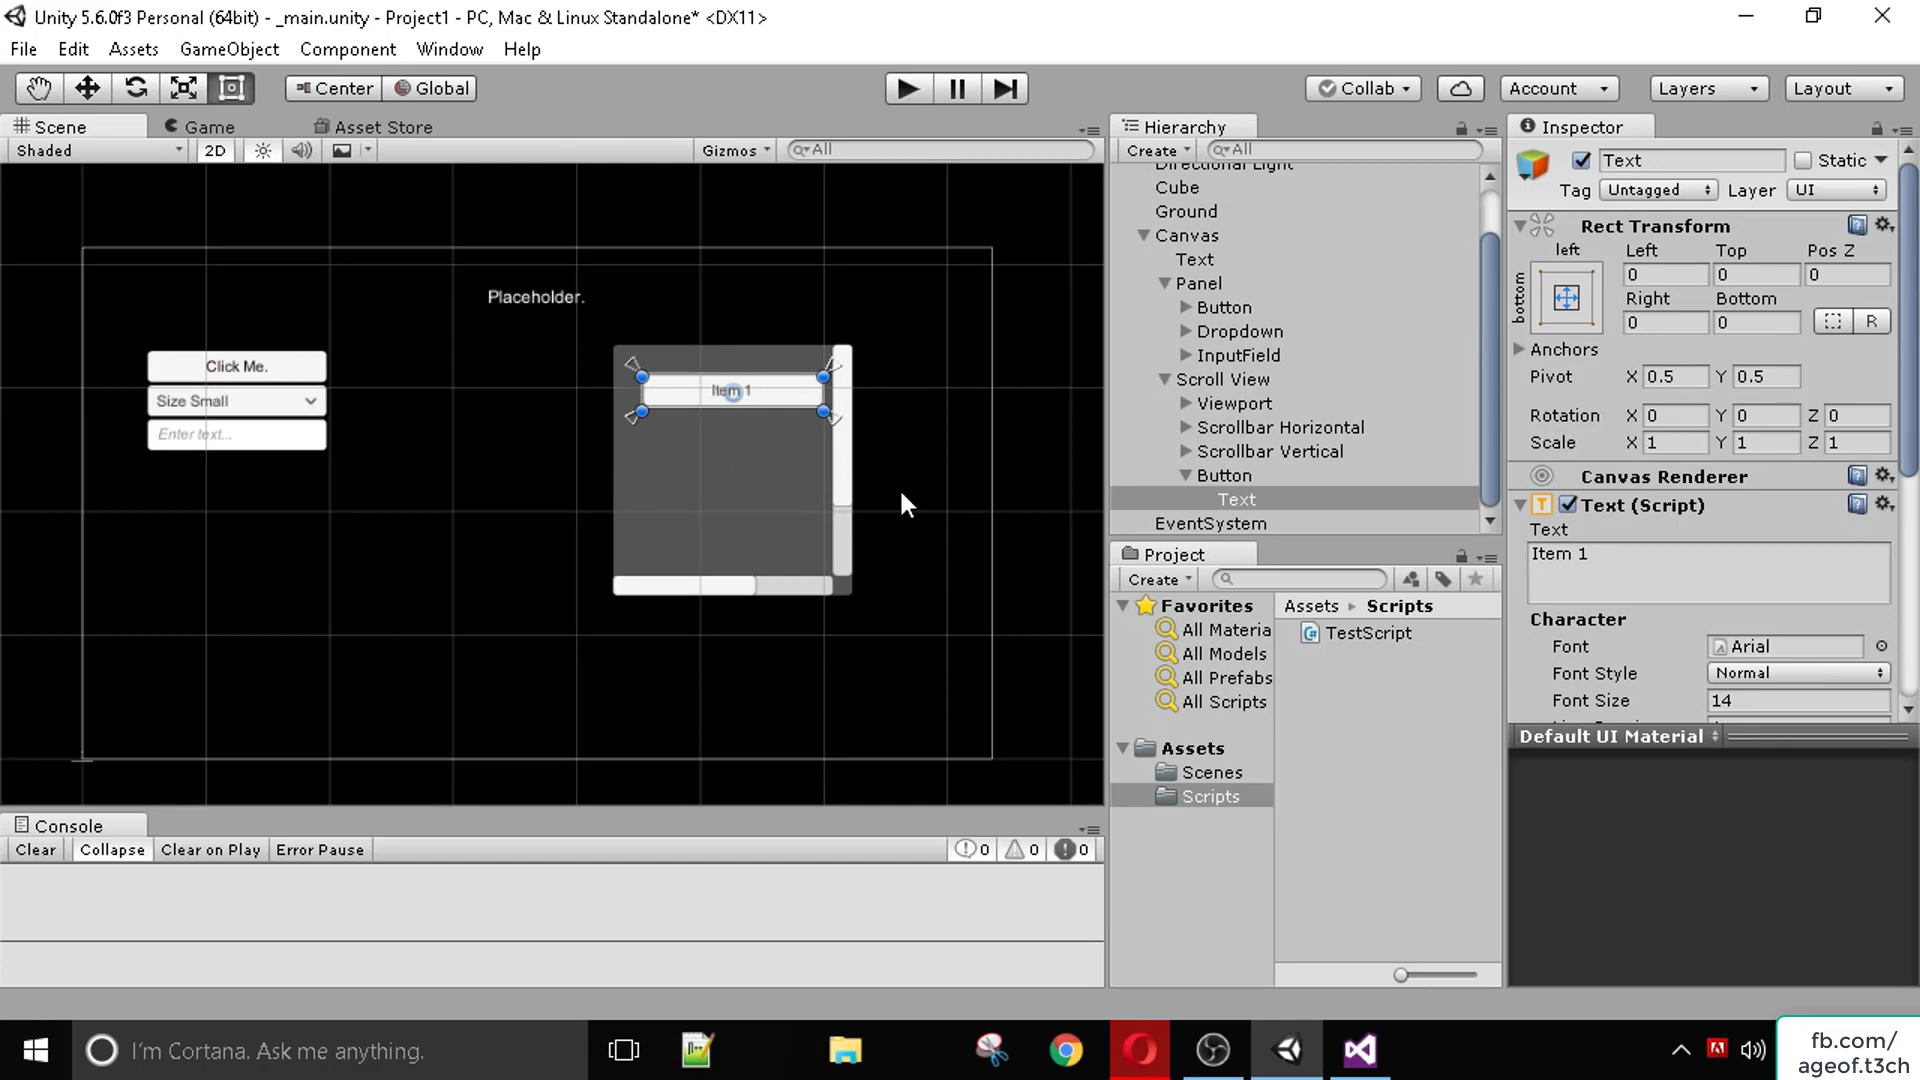 Unity 5.6.0f3 Personal (64bit) - _main.unity - Project1 - PC, Mac & Linux Standalone* <DX11>
File Edit Assets GameObject Component Window Help
Center Global Collab Account Layers Layout
Scene Game Asset Store
Shaded 2D Gizmos All
Placeholder.
Click Me.
Size Small
Enter text...
Item 1
Console
Clear Collapse Clear on Play Error Pause 0 0 0
Hierarchy
Create All
Directional Light
Cube
Ground
Canvas
Text
Panel
Button
Dropdown
InputField
Scroll View
Viewport
Scrollbar Horizontal
Scrollbar Vertical
Button
Text
EventSystem
Project
Create
Favorites
All Materia
All Models
All Prefabs
All Scripts
Assets
Scenes
Scripts
Assets Scripts
TestScript
Inspector
Text Static
Tag Untagged Layer UI
Rect Transform
left Left Top Pos Z
0 0 0
bottom Right Bottom
0 0 R
Anchors
Pivot X 0.5 Y 0.5
Rotation X 0 Y 0 Z 0
Scale X 1 Y 1 Z 1
Canvas Renderer
Text (Script)
Text
Item 1
Character
Font Arial
Font Style Normal
Font Size 14
Default UI Material
I'm Cortana. Ask me anything.
fb.com/
ageof.t3ch